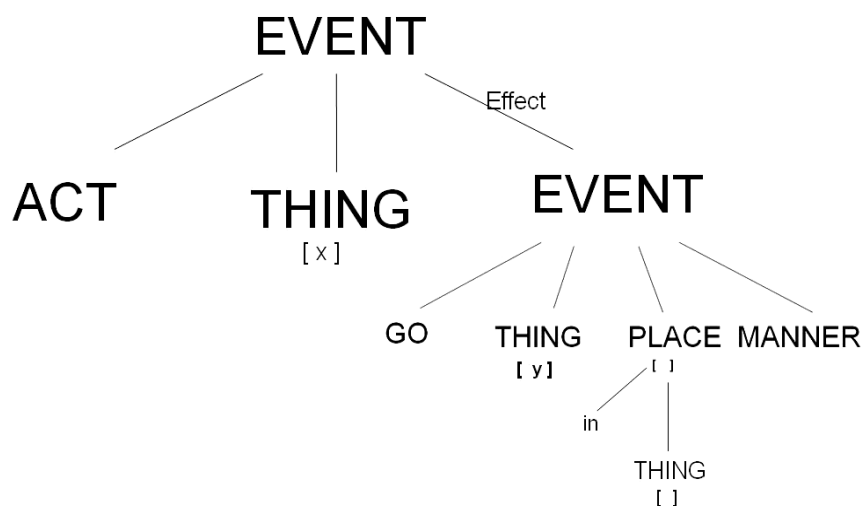 EVENT
Effect
ACT
THING
[ x ]
EVENT
GO
THING
[ y ]
PLACE
[ ]
MANNER
in
THING
[ ]